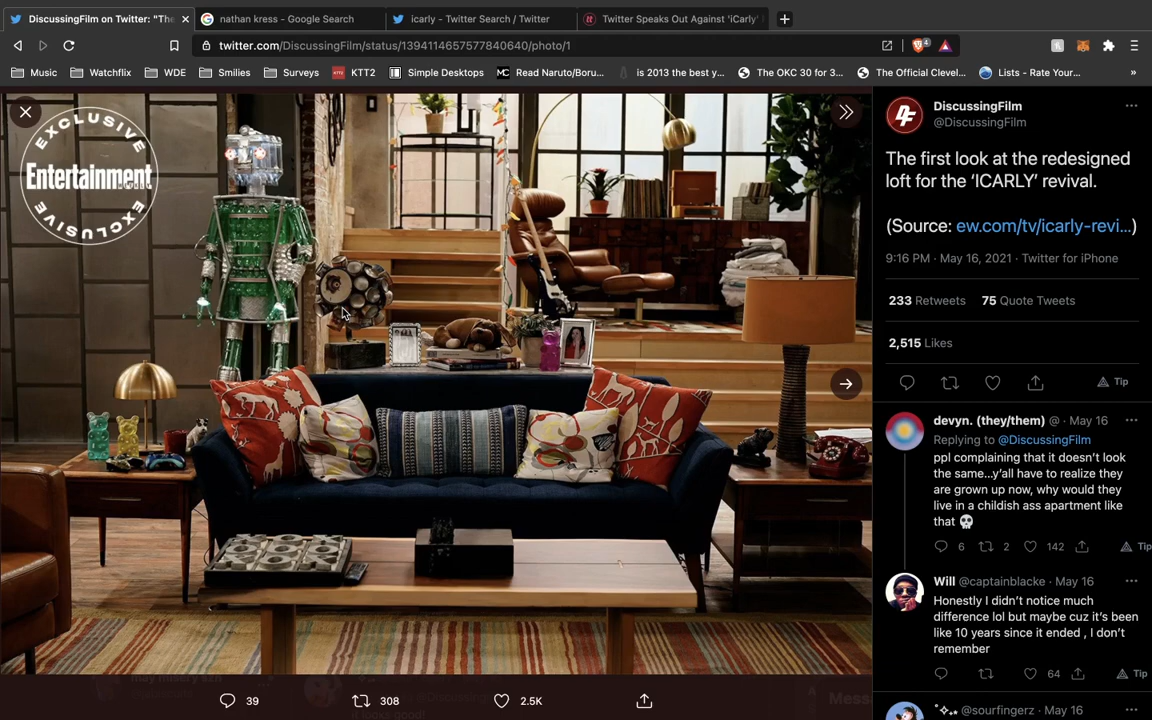 DiscussingFilm on Twitter: "The
nathan kress - Google Search
icarly - Twitter Search / Twitter
Twitter Speaks Out Against 'iCarly'
twitter.com/DiscussingFilm/status/1394114657577840640/photo/1
4
Music
Watchflix
WDE
Smilies
Surveys
KTT2
Simple Desktops
Read Naruto/Boru...
is 2013 the best y...
The OKC 30 for 3...
The Official Clevel...
Lists - Rate Your...
EXCLUSIVE
Entertainment
EXCLUSIVE
DiscussingFilm
@DiscussingFilm
The first look at the redesigned
loft for the ‘ICARLY’ revival.
(Source: ew.com/tv/icarly-revi...)
9:16 PM · May 16, 2021 · Twitter for iPhone
233 Retweets 75 Quote Tweets
2,515 Likes
Tip
devyn. (they/them) @ · May 16
Replying to @DiscussingFilm
ppl complaining that it doesn’t look
the same...y’all have to realize they
are grown up now, why would they
live in a childish ass apartment like
that 💀
6 2 142 Tip
Will @captainblacke · May 16
Honestly I didn’t notice much
difference lol but maybe cuz it’s been
like 10 years since it ended , I don’t
remember
64 Tip
@sourfingerz · May 16
39 308 2.5K